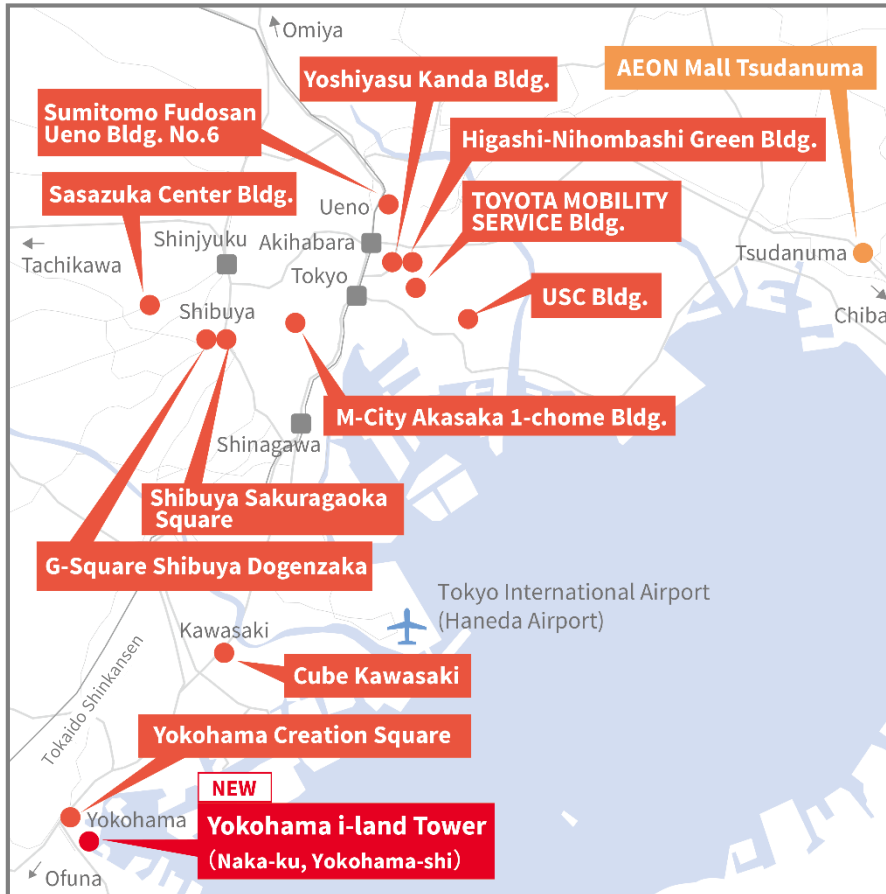 Omiya
Yoshiyasu Kanda Bldg.
AEON Mall Tsudanuma
Sumitomo Fudosan
Ueno Bldg. No.6
Higashi-Nihombashi Green Bldg.
Sasazuka Center Bldg.
Ueno
TOYOTA MOBILITY
SERVICE Bldg.
Shinjyuku
Akihabara
Tachikawa
Tokyo
Tsudanuma
USC Bldg.
Shibuya
Chiba
M-City Akasaka 1-chome Bldg.
Shinagawa
Shibuya Sakuragaoka
Square
G-Square Shibuya Dogenzaka
Tokyo International Airport
(Haneda Airport)
Kawasaki
Cube Kawasaki
Tokaido Shinkansen
Yokohama Creation Square
NEW
Yokohama
Yokohama i-land Tower
(Naka-ku, Yokohama-shi)
Ofuna